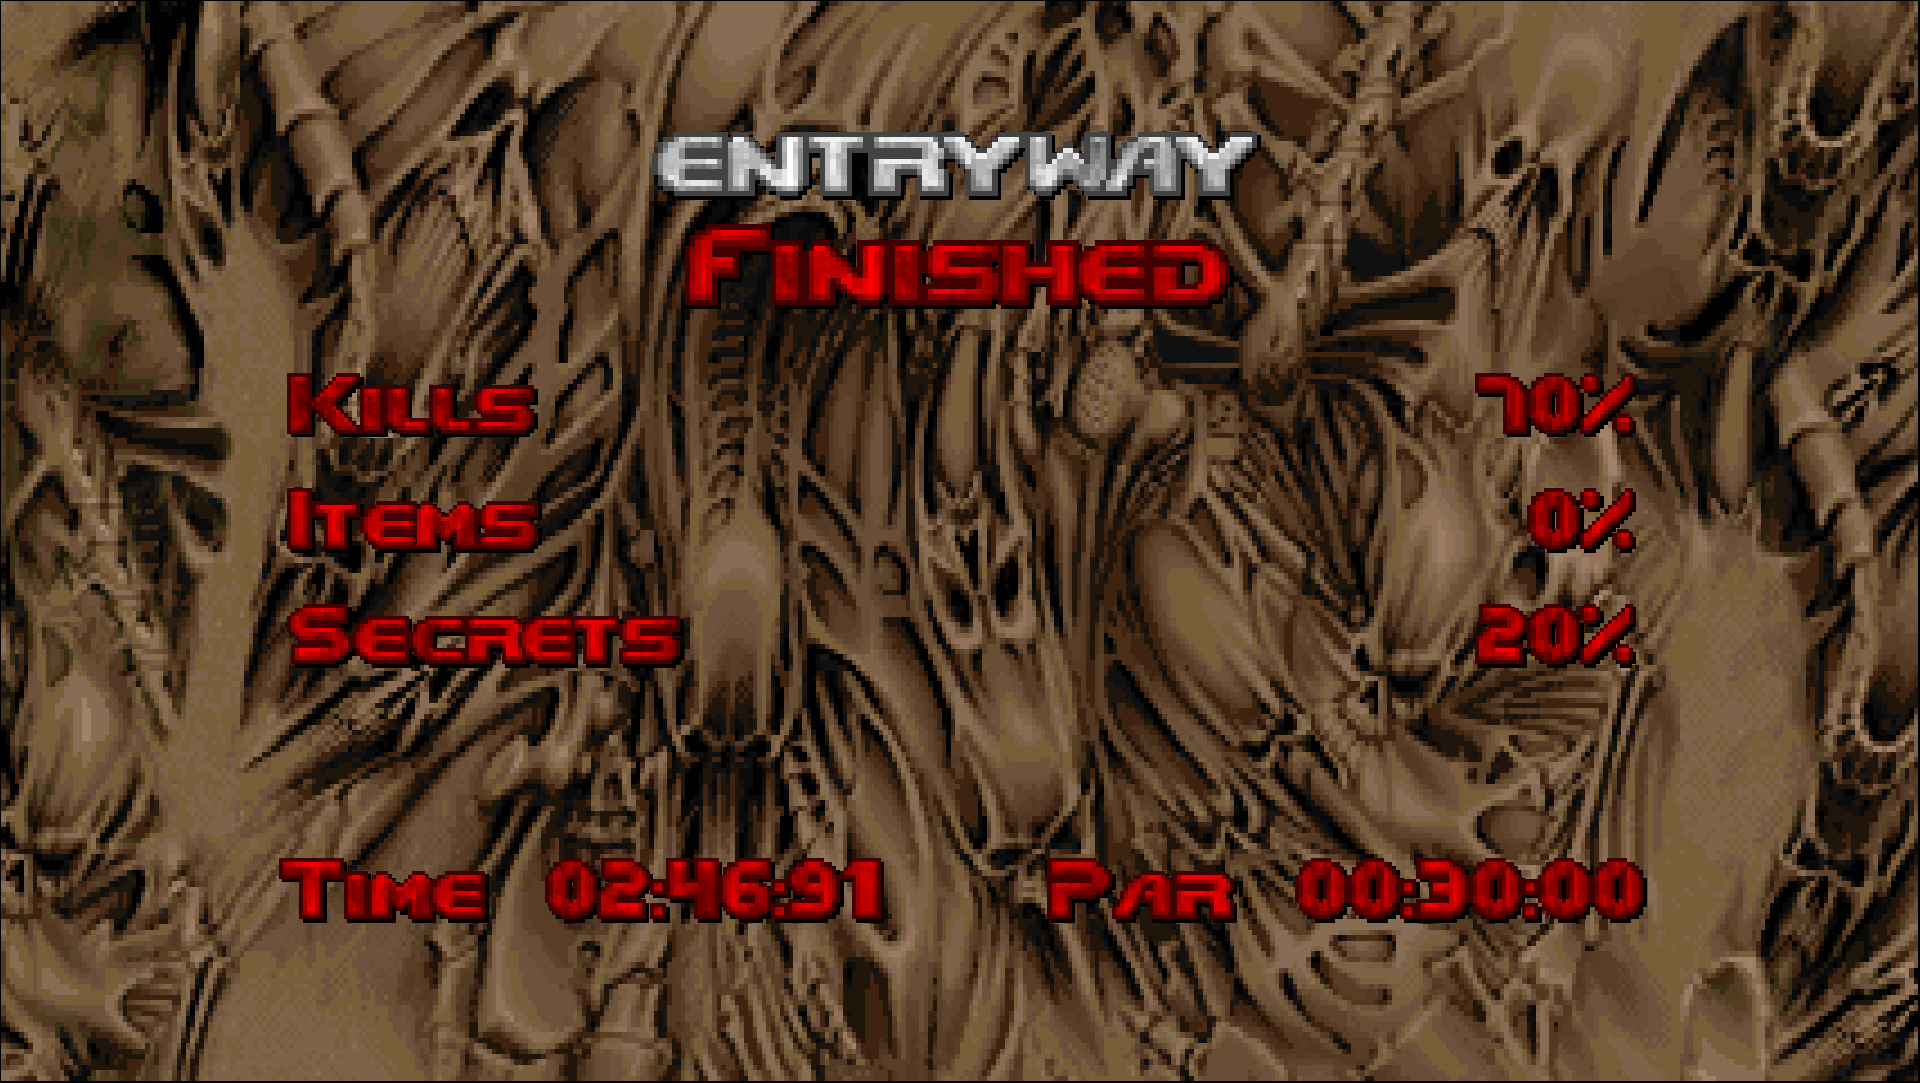 ENTRYWAY
FINISHED
KILLS 70%
ITEMS 0%
SECRETS 20%
TIME 02:46:91 PAR 00:30:00